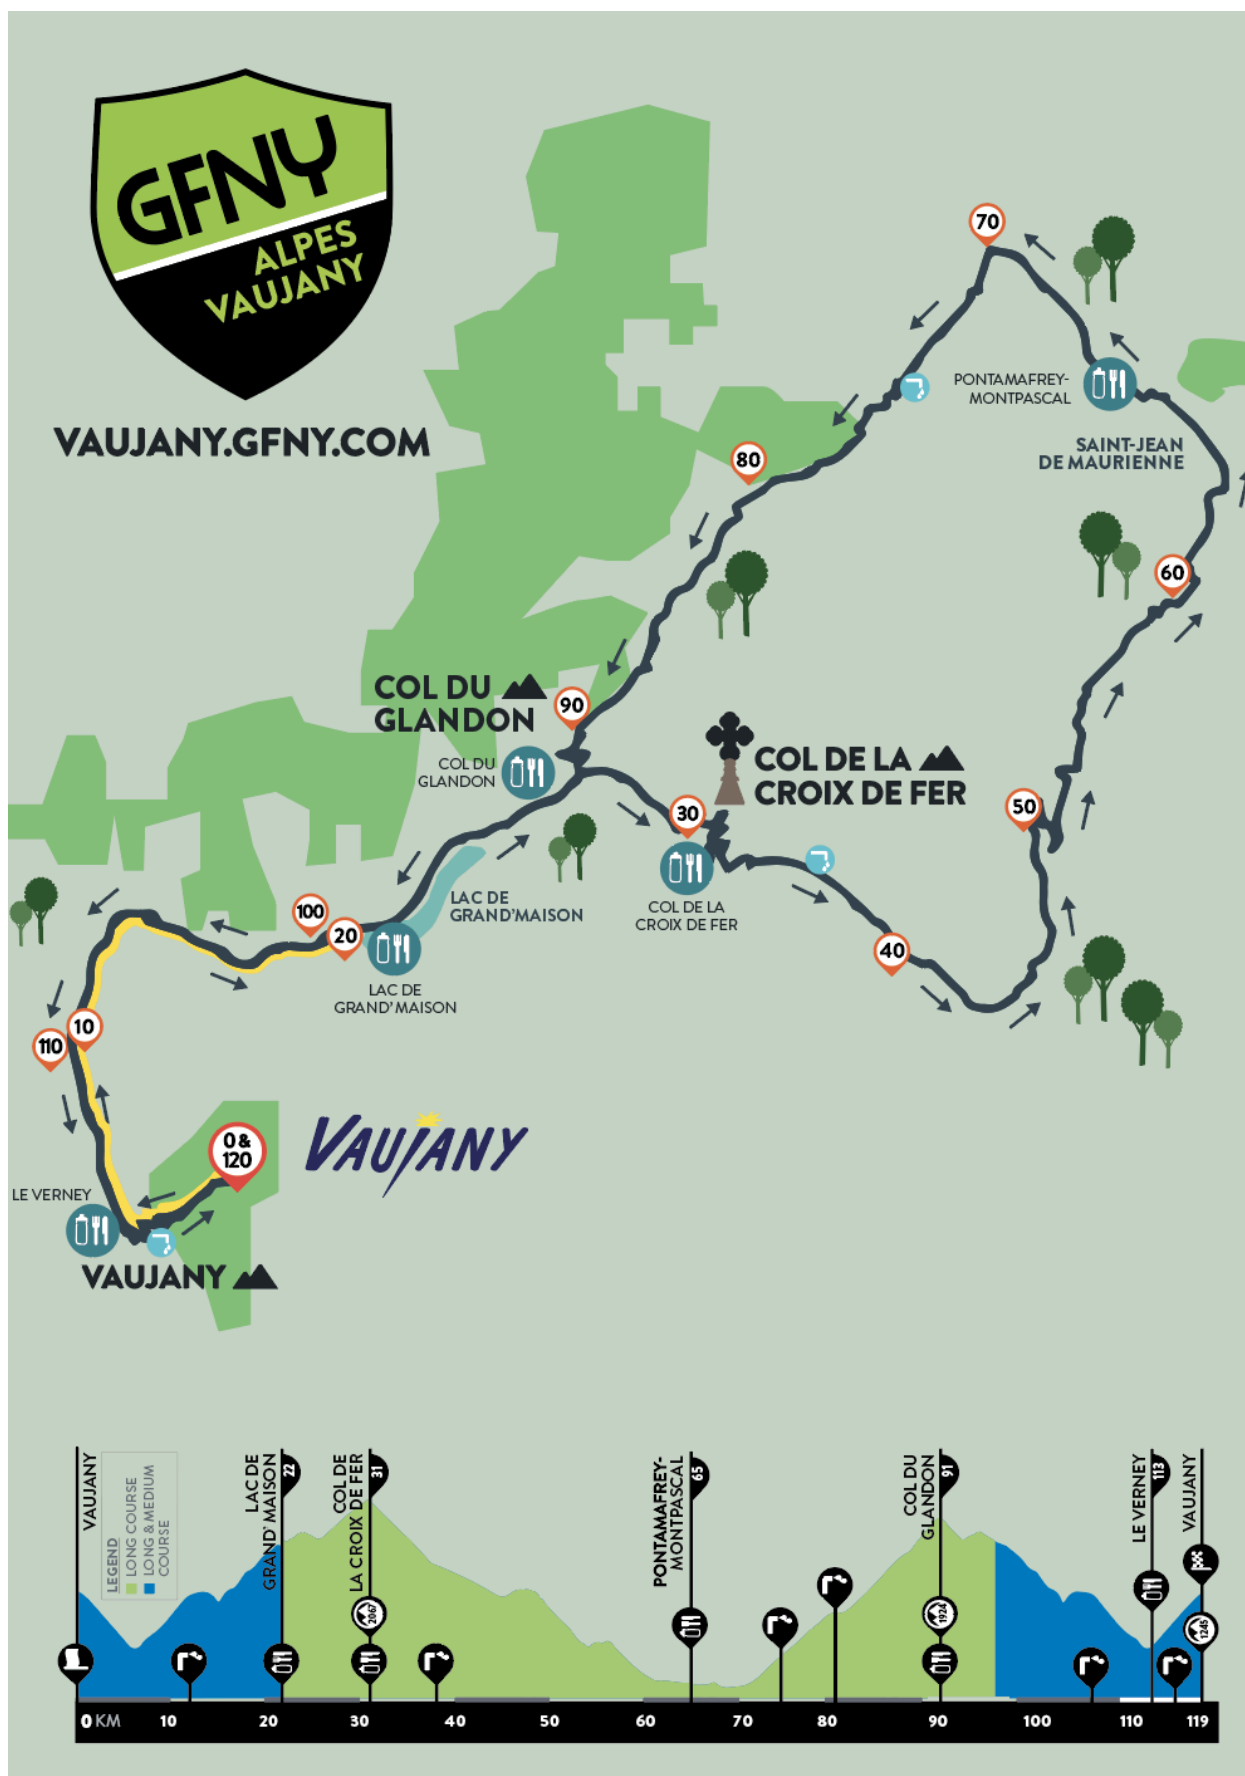 GFNY
ALPES
VAUJANY
VAUJANY.GFNY.COM
70
PONTAMAFREY-
MONTPASCAL
SAINT-JEAN
DE MAURIENNE
80
60
COL DU
GLANDON
90
COL DU
GLANDON
COL DE LA
CROIX DE FER
30
50
COL DE LA
CROIX DE FER
LAC DE
GRAND'MAISON
100
20
40
LAC DE
GRAND'MAISON
10
110
0 &
120
VAUJANY
LE VERNEY
VAUJANY
VAUJANY
LEGEND
LONG COURSE
LONG & MEDIUM
COURSE
LAC DE
GRAND' MAISON
22
COL DE
LA CROIX DE FER
31
2067
PONTAMAFREY-
MONTPASCAL
65
COL DU
GLANDON
91
1924
LE VERNEY
113
VAUJANY
1245
0 KM 10 20 30 40 50 60 70 80 90 100 110 119